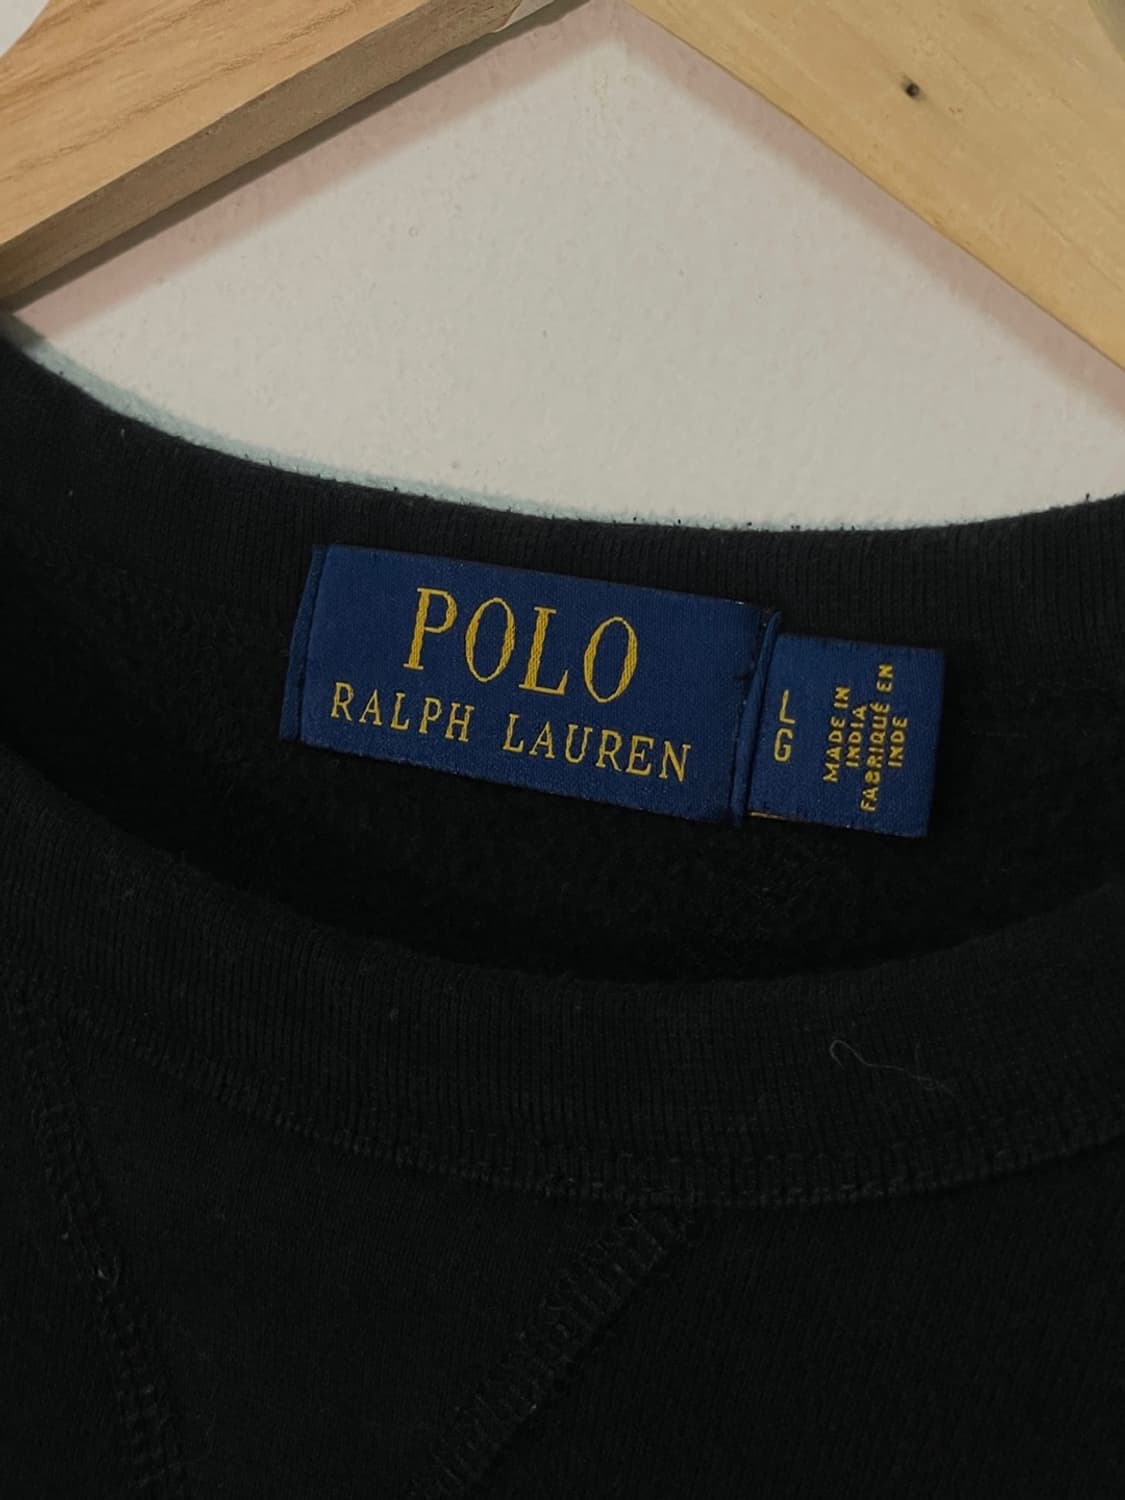 POLO
RALPH LAUREN
L
G
MADE IN
INDIA
FABRIQUÉ EN
INDE